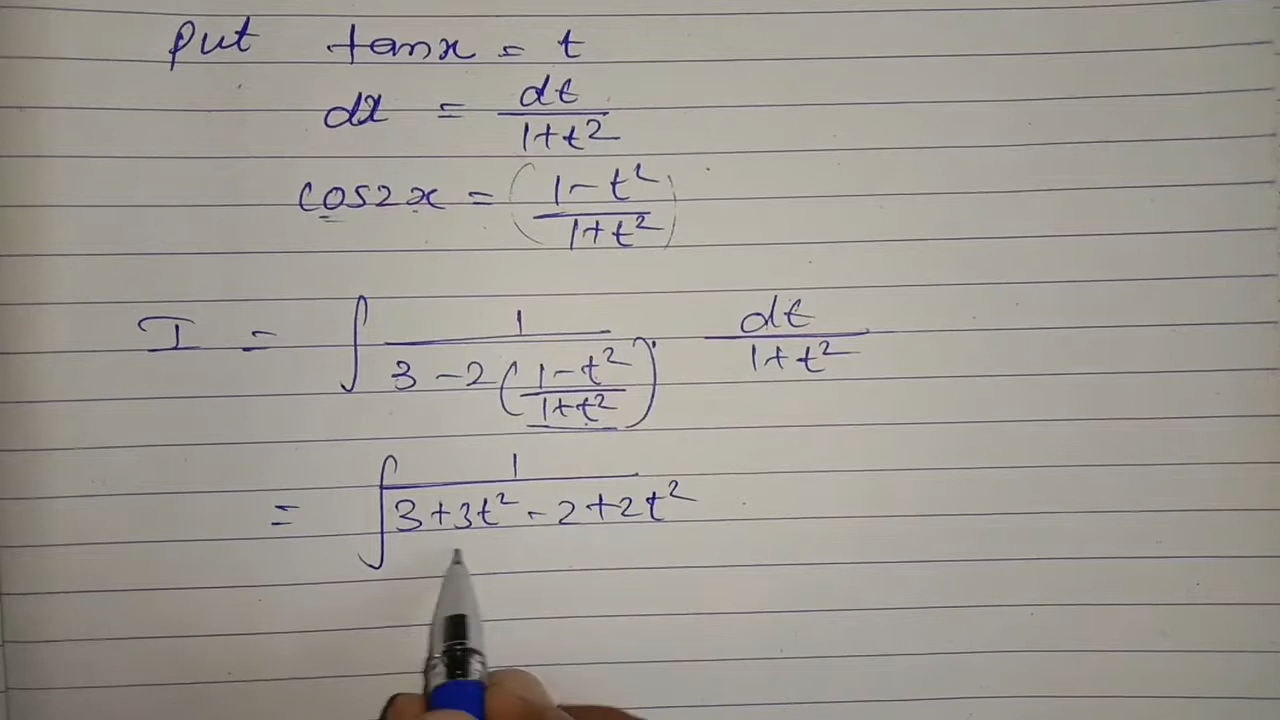 Put tanx = t
dx = dt/1+t²
cos2x = (1-t²/1+t²)
I = ∫ 1/3-2(1-t²/1+t²) · dt/1+t²
= ∫ 1/3+3t²-2+2t²